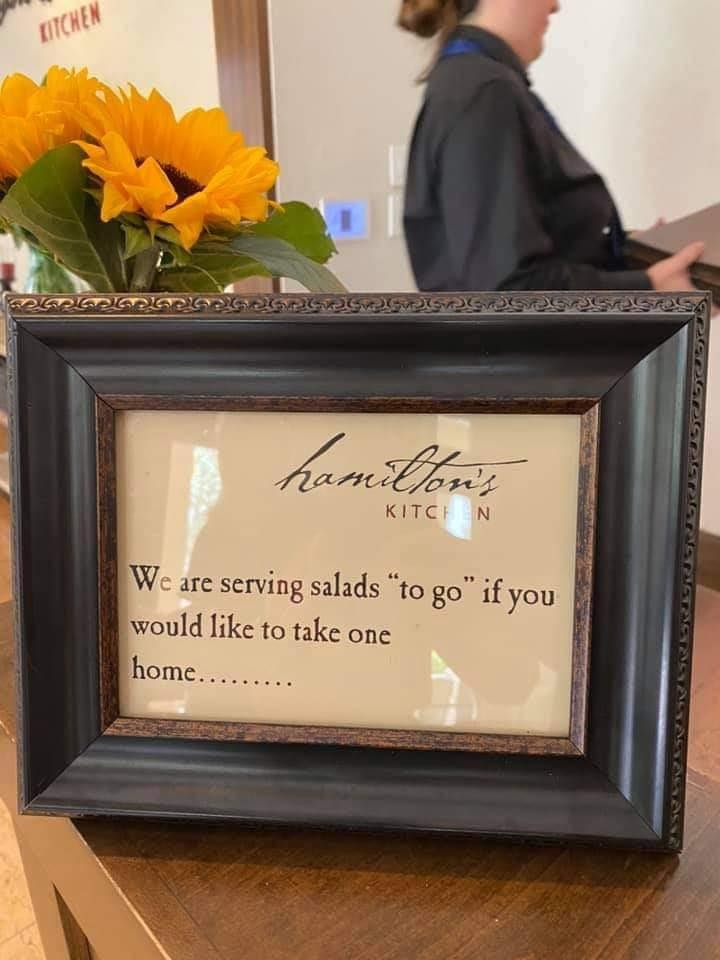 KITCHEN
hamilton's
KITCHEN
We are serving salads “to go” if you
would like to take one
home.........